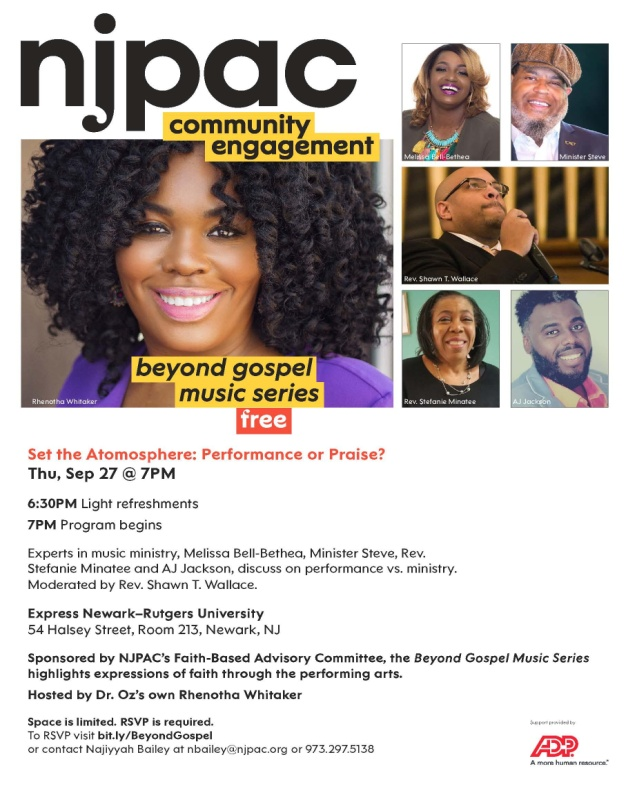 njpac
community
engagement
Melissa Bell-Bethea
Minister Steve
Rev. Shawn T. Wallace
Rev. Stefanie Minatee
AJ Jackson
Rhenotha Whitaker
beyond gospel
music series
free
Set the Atomosphere: Performance or Praise?
Thu, Sep 27 @ 7PM
6:30PM Light refreshments
7PM Program begins
Experts in music ministry, Melissa Bell-Bethea, Minister Steve, Rev.
Stefanie Minatee and AJ Jackson, discuss on performance vs. ministry.
Moderated by Rev. Shawn T. Wallace.
Express Newark–Rutgers University
54 Halsey Street, Room 213, Newark, NJ
Sponsored by NJPAC's Faith-Based Advisory Committee, the Beyond Gospel Music Series
highlights expressions of faith through the performing arts.
Hosted by Dr. Oz's own Rhenotha Whitaker
Space is limited. RSVP is required.
To RSVP visit bit.ly/BeyondGospel
or contact Najiyyah Bailey at nbailey@njpac.org or 973.297.5138
Support provided by
ADP
A more human resource.®